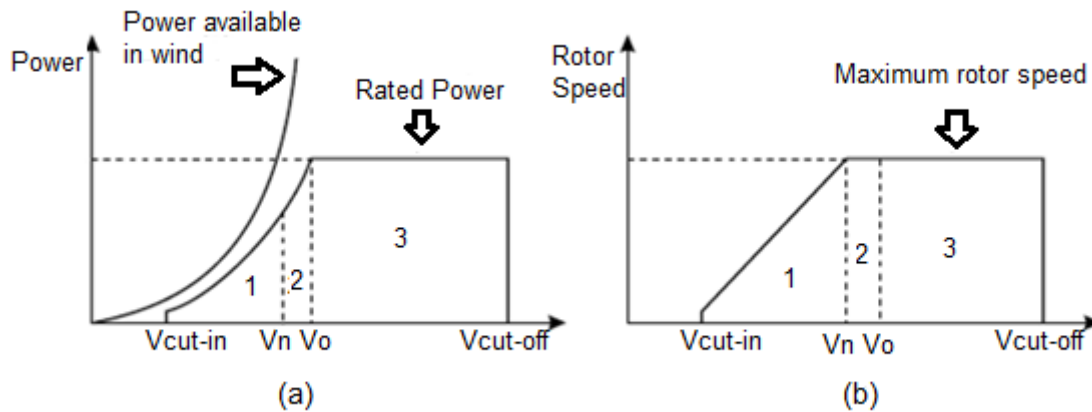 Power available
in wind
Power
Rated Power
1
2
3
Vcut-in
Vn
Vo
Vcut-off
(a)
Rotor
Speed
Maximum rotor speed
1
2
3
Vcut-in
Vn
Vo
Vcut-off
(b)